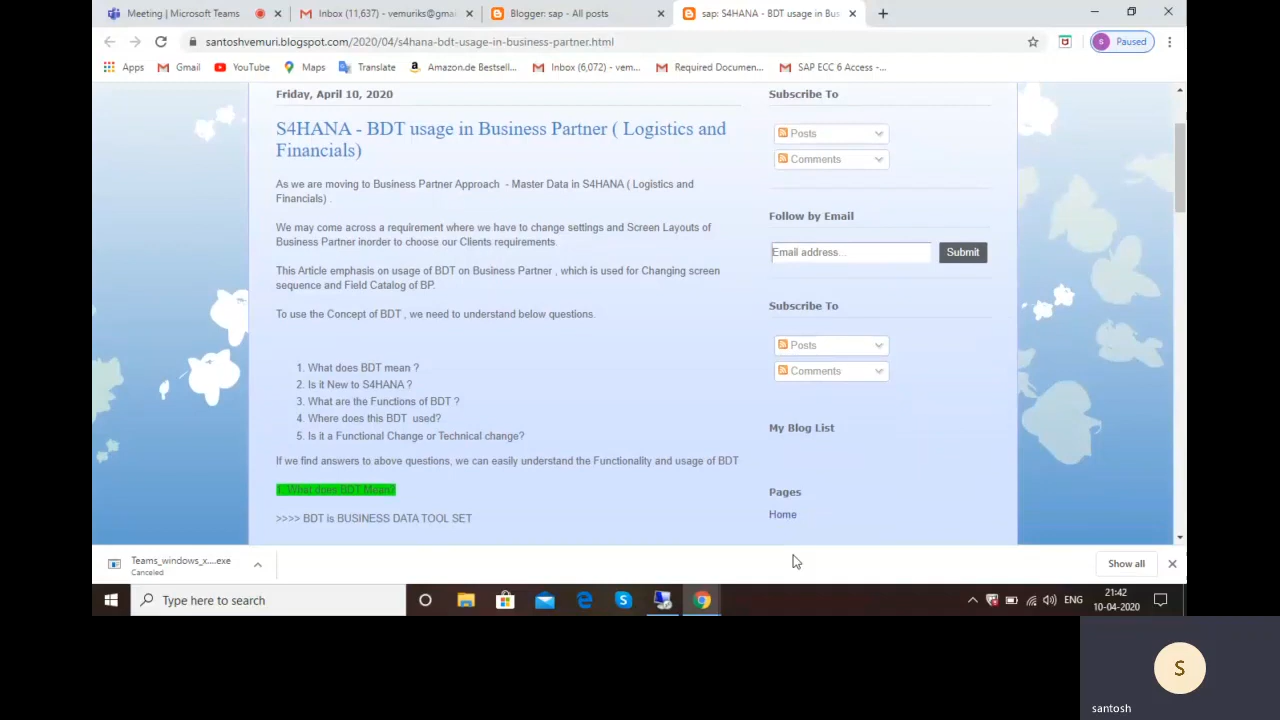 Meeting | Microsoft Teams
Inbox (11,637) - vemuriks@gmai
Blogger: sap - All posts
sap: S4HANA - BDT usage in Bus
santoshvemuri.blogspot.com/2020/04/s4hana-bdt-usage-in-business-partner.html
S Paused
Apps
Gmail
YouTube
Maps
Translate
Amazon.de Bestsell...
Inbox (6,072) - vem...
Required Documen...
SAP ECC 6 Access -...
Friday, April 10, 2020
S4HANA - BDT usage in Business Partner ( Logistics and
Financials)
As we are moving to Business Partner Approach - Master Data in S4HANA ( Logistics and
FInancials) .
We may come across a requirement where we have to change settings and Screen Layouts of
Business Partner inorder to choose our Clients requirements.
This Article emphasis on usage of BDT on Business Partner , which is used for Changing screen
sequence and Field Catalog of BP.
To use the Concept of BDT , we need to understand below questions.
1. What does BDT mean ?
2. Is it New to S4HANA ?
3. What are the Functions of BDT ?
4. Where does this BDT used?
5. Is it a Functional Change or Technical change?
If we find answers to above questions, we can easily understand the Functionality and usage of BDT
1. What does BDT Mean?
>>>> BDT is BUSINESS DATA TOOL SET
Subscribe To
Posts
Comments
Follow by Email
Email address...
Submit
Subscribe To
Posts
Comments
My Blog List
Pages
Home
Teams_windows_x....exe
Canceled
Show all
Type here to search
ENG
21:42
10-04-2020
S
santosh